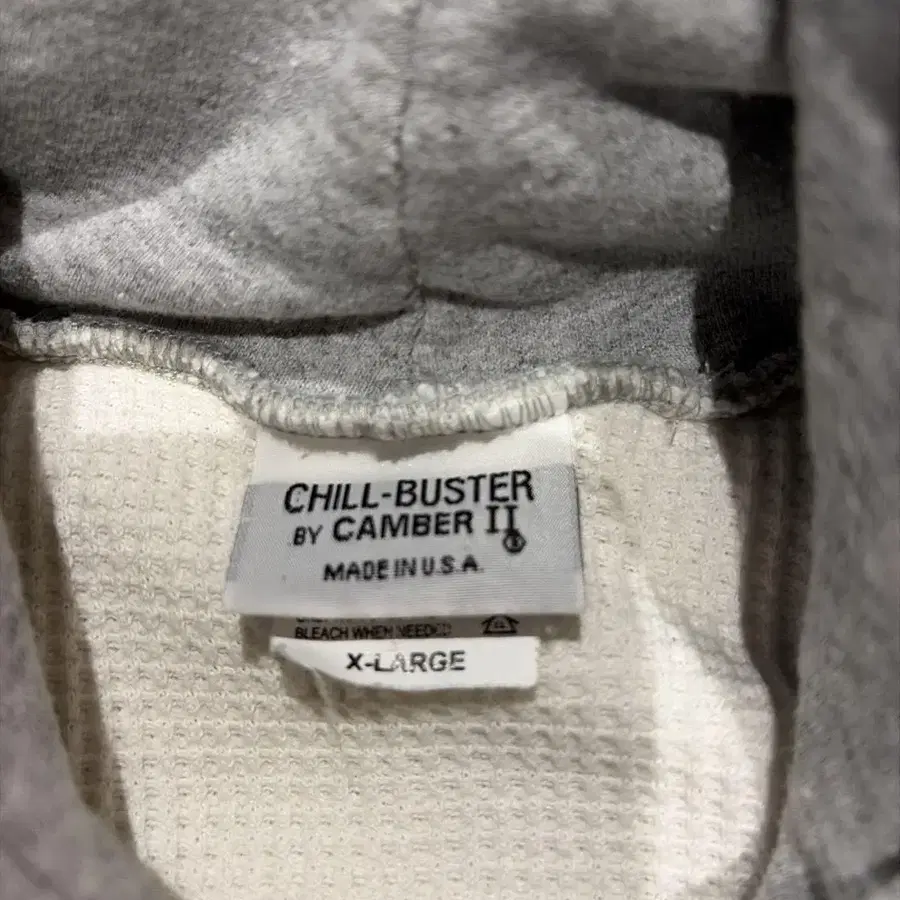 CHILL-BUSTER
BY CAMBER II ®
MADE IN U.S.A.
BLEACH WHEN NEEDED
X-LARGE